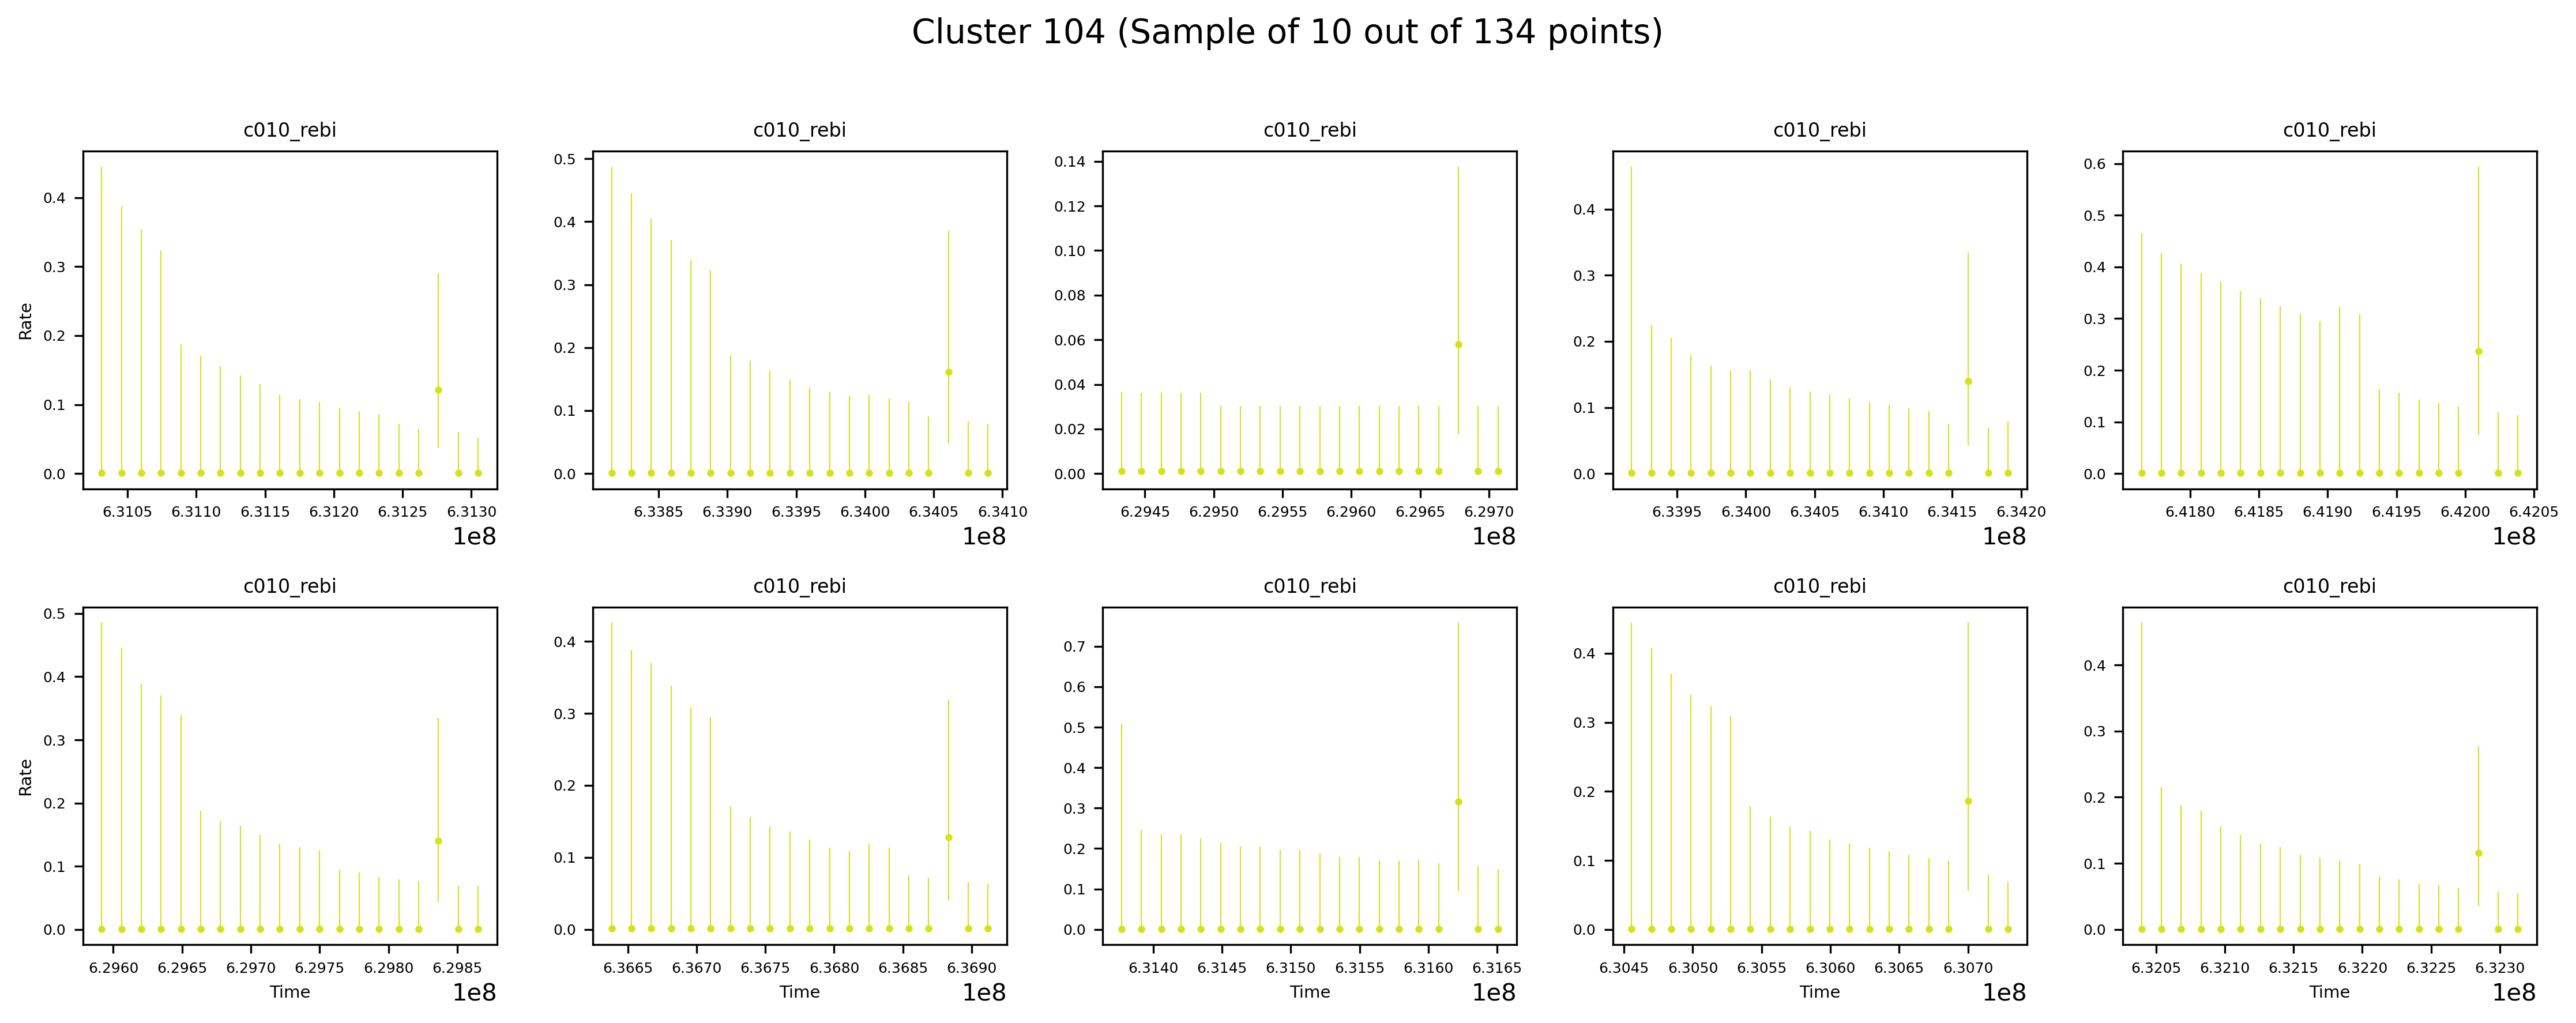 Cluster 104 (Sample of 10 out of 134 points)
c010_rebi c010_rebi c010_rebi c010_rebi c010_rebi
Rate
0.4 0.3 0.2 0.1 0.0
6.3105 6.3110 6.3115 6.3120 6.3125 6.3130
1e8
0.5 0.4 0.3 0.2 0.1 0.0
6.3385 6.3390 6.3395 6.3400 6.3405 6.3410
1e8
0.14 0.12 0.10 0.08 0.06 0.04 0.02 0.00
6.2945 6.2950 6.2955 6.2960 6.2965 6.2970
1e8
0.4 0.3 0.2 0.1 0.0
6.3395 6.3400 6.3405 6.3410 6.3415 6.3420
1e8
0.6 0.5 0.4 0.3 0.2 0.1 0.0
6.4180 6.4185 6.4190 6.4195 6.4200 6.4205
1e8
c010_rebi c010_rebi c010_rebi c010_rebi c010_rebi
Rate
0.5 0.4 0.3 0.2 0.1 0.0
6.2960 6.2965 6.2970 6.2975 6.2980 6.2985
Time
1e8
0.4 0.3 0.2 0.1 0.0
6.3665 6.3670 6.3675 6.3680 6.3685 6.3690
Time
1e8
0.7 0.6 0.5 0.4 0.3 0.2 0.1 0.0
6.3140 6.3145 6.3150 6.3155 6.3160 6.3165
Time
1e8
0.4 0.3 0.2 0.1 0.0
6.3045 6.3050 6.3055 6.3060 6.3065 6.3070
Time
1e8
0.4 0.3 0.2 0.1 0.0
6.3205 6.3210 6.3215 6.3220 6.3225 6.3230
Time
1e8